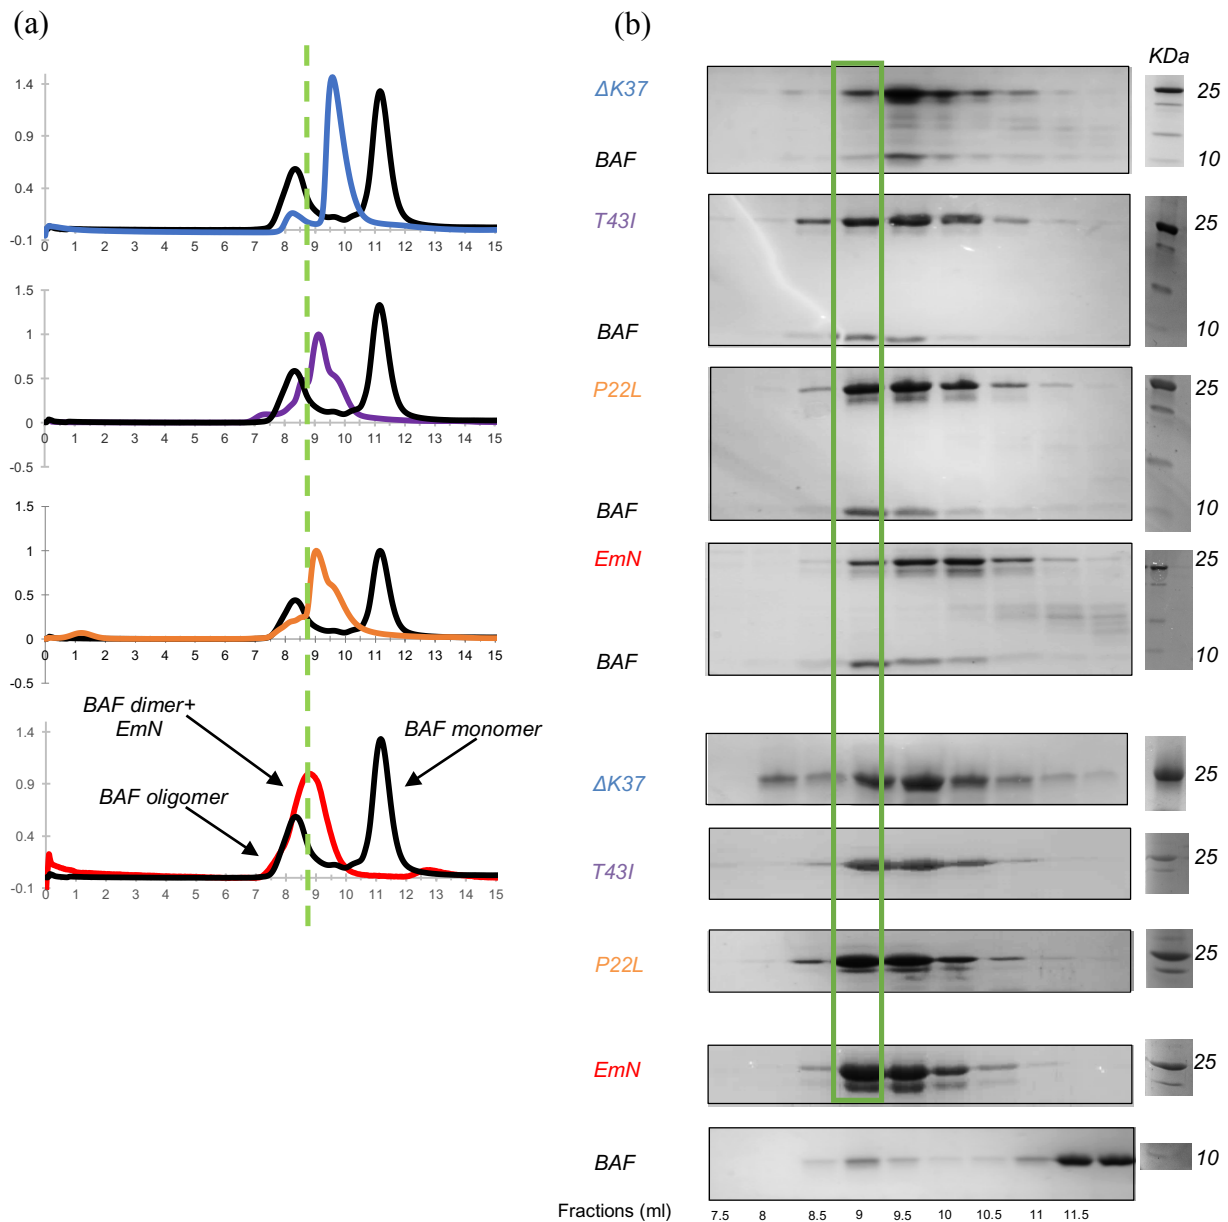 (a)
(b)
1.4
0.9
0.4
-0.1
0 1 2 3 4 5 6 7 8 9 10 11 12 13 14 15
1.5
1
0.5
0
-0.5
0 1 2 3 4 5 6 7 8 9 10 11 12 13 14 15
1.5
1
0.5
0
-0.5
0 1 2 3 4 5 6 7 8 9 10 11 12 13 14 15
BAF dimer+
EmN
BAF monomer
BAF oligomer
1.4
0.9
0.4
-0.1
0 1 2 3 4 5 6 7 8 9 10 11 12 13 14 15
KDa
ΔK37
25
BAF
10
T43I
25
BAF
10
P22L
25
BAF
10
EmN
25
BAF
10
ΔK37
25
T43I
25
P22L
25
EmN
25
BAF
10
Fractions (ml) 7.5 8 8.5 9 9.5 10 10.5 11 11.5